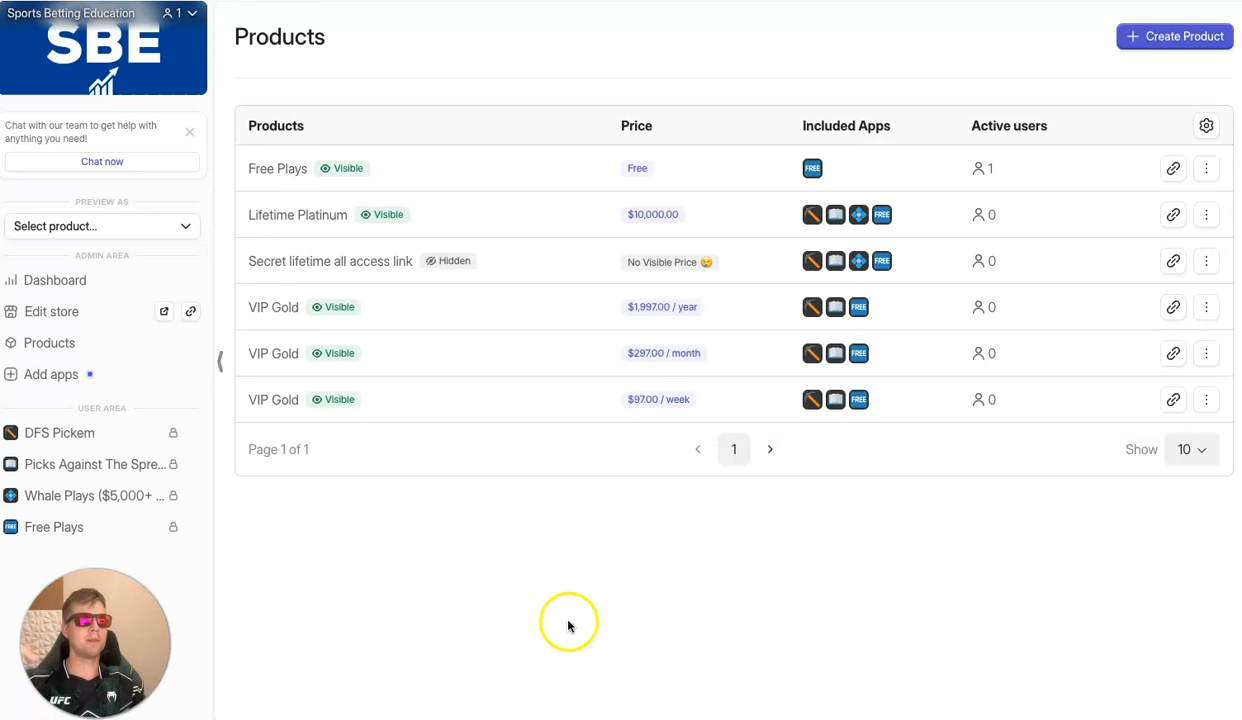 Sports Betting Education
1
SBE
Chat with our team to get help with
anything you need!
Chat now
PREVIEW AS
Select product...
ADMIN AREA
Dashboard
Edit store
Products
Add apps
USER AREA
DFS Pickem
Picks Against The Spre...
Whale Plays ($5,000+ ...
Free Plays
UFC
Products
+ Create Product
Products Price Included Apps Active users
Free Plays Visible Free FREE 1
Lifetime Platinum Visible $10,000.00 FREE 0
Secret lifetime all access link Hidden No Visible Price 😢 FREE 0
VIP Gold Visible $1,997.00 / year FREE 0
VIP Gold Visible $297.00 / month FREE 0
VIP Gold Visible $97.00 / week FREE 0
Page 1 of 1 1 Show 10